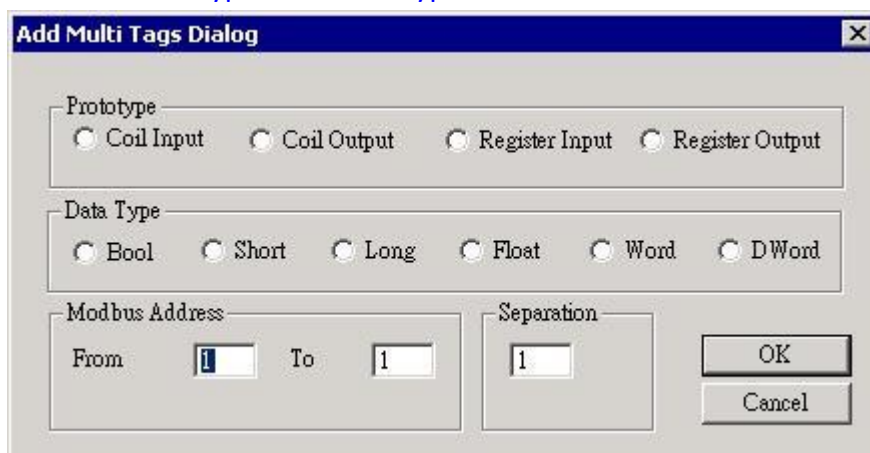 Add Multi Tags Dialog
Prototype
Coil Input Coil Output Register Input Register Output
Data Type
Bool Short Long Float Word DWord
Modbus Address
Separation
From 1 To 1
1
OK
Cancel